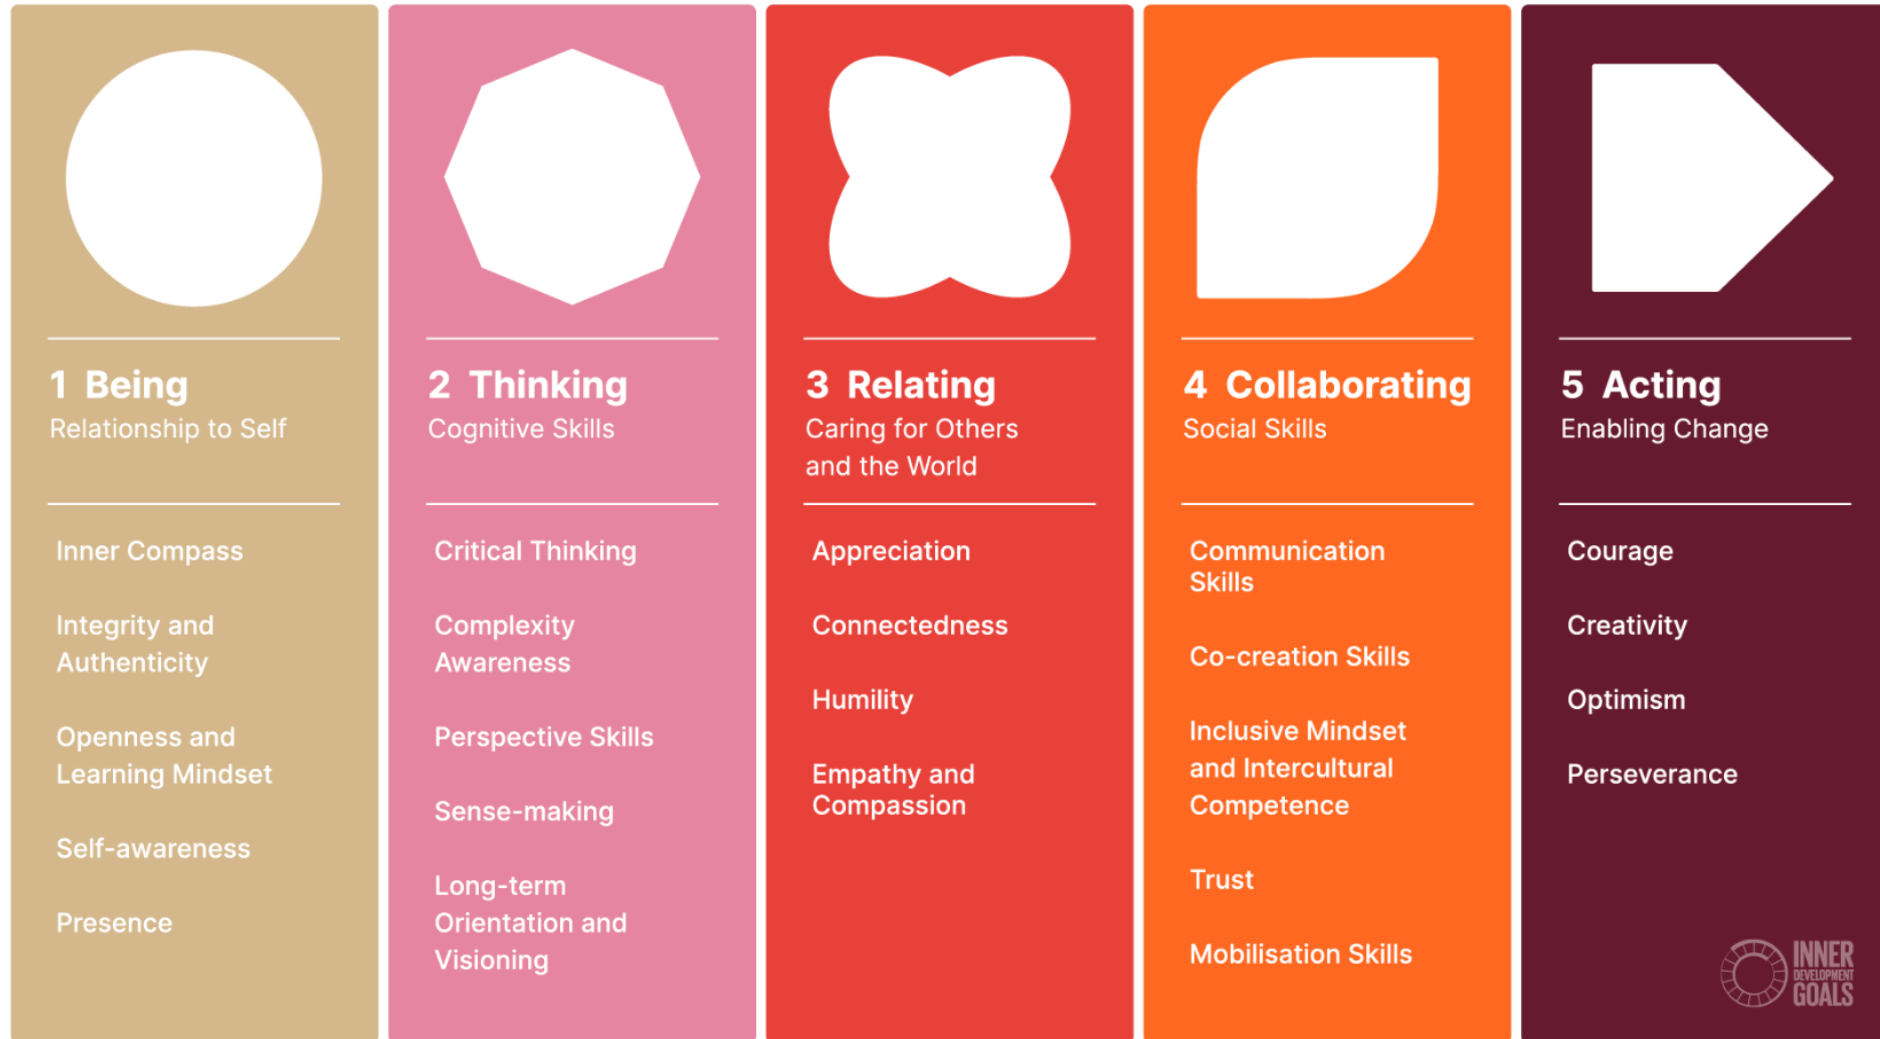 1 Being
Relationship to Self
Inner Compass
Integrity and
Authenticity
Openness and
Learning Mindset
Self-awareness
Presence
2 Thinking
Cognitive Skills
Critical Thinking
Complexity
Awareness
Perspective Skills
Sense-making
Long-term
Orientation and
Visioning
3 Relating
Caring for Others
and the World
Appreciation
Connectedness
Humility
Empathy and
Compassion
4 Collaborating
Social Skills
Communication
Skills
Co-creation Skills
Inclusive Mindset
and Intercultural
Competence
Trust
Mobilisation Skills
5 Acting
Enabling Change
Courage
Creativity
Optimism
Perseverance
INNER
DEVELOPMENT
GOALS